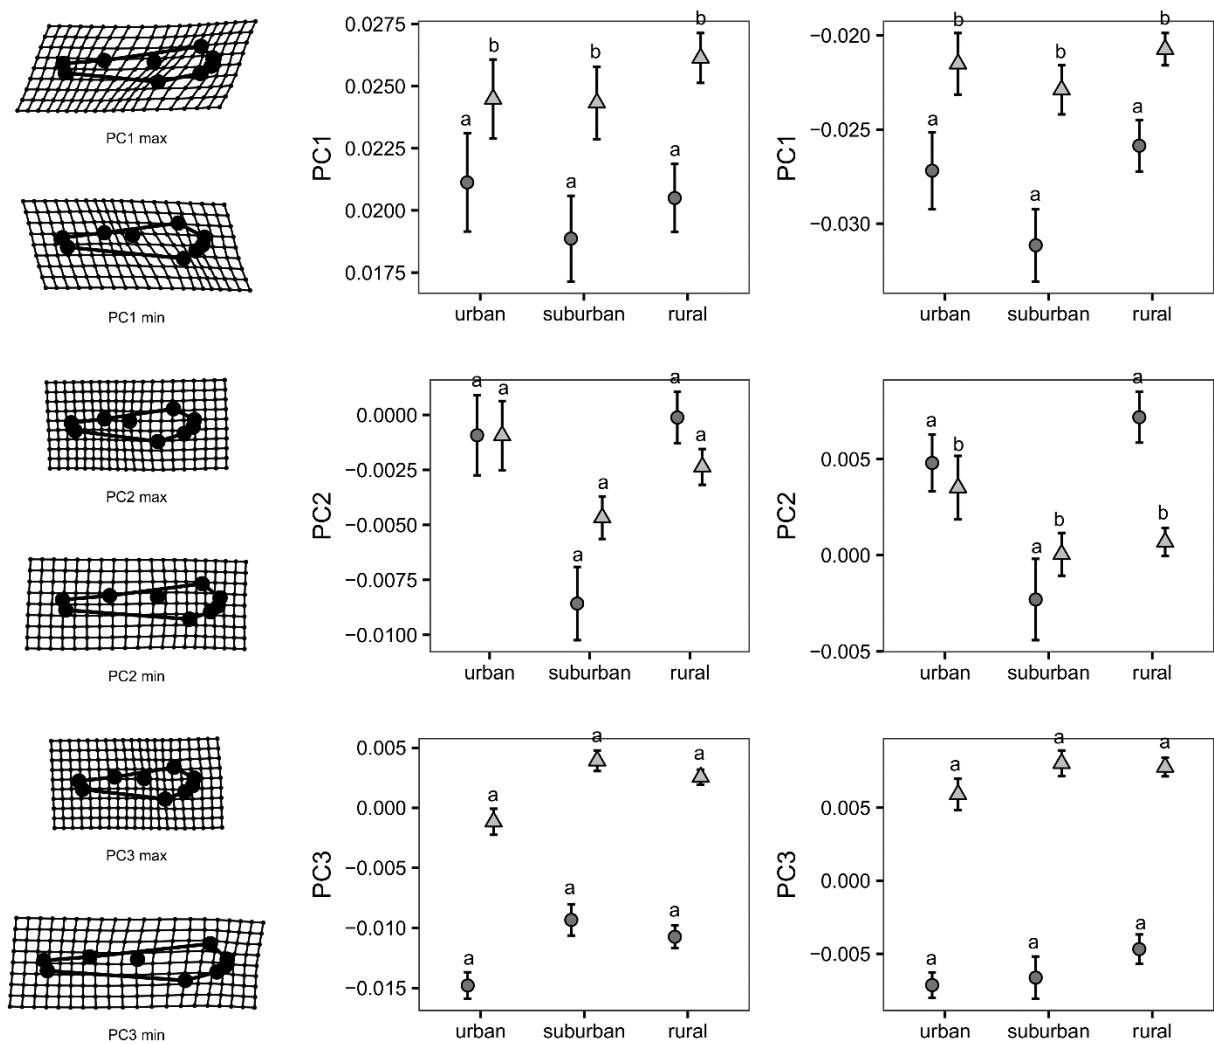 PC1 max
PC1 min
PC1
0.0275
0.0250
0.0225
0.0200
0.0175
a b a b a b
urban suburban rural
PC1
−0.020
−0.025
−0.030
a b a b a b
urban suburban rural
PC2 max
PC2 min
PC2
0.0000
−0.0025
−0.0050
−0.0075
−0.0100
a a a a a a
urban suburban rural
PC2
0.005
0.000
−0.005
a b a b a b
urban suburban rural
PC3 max
PC3 min
PC3
0.005
0.000
−0.005
−0.010
−0.015
a a a a a a
urban suburban rural
PC3
0.005
0.000
−0.005
a a a a a a
urban suburban rural